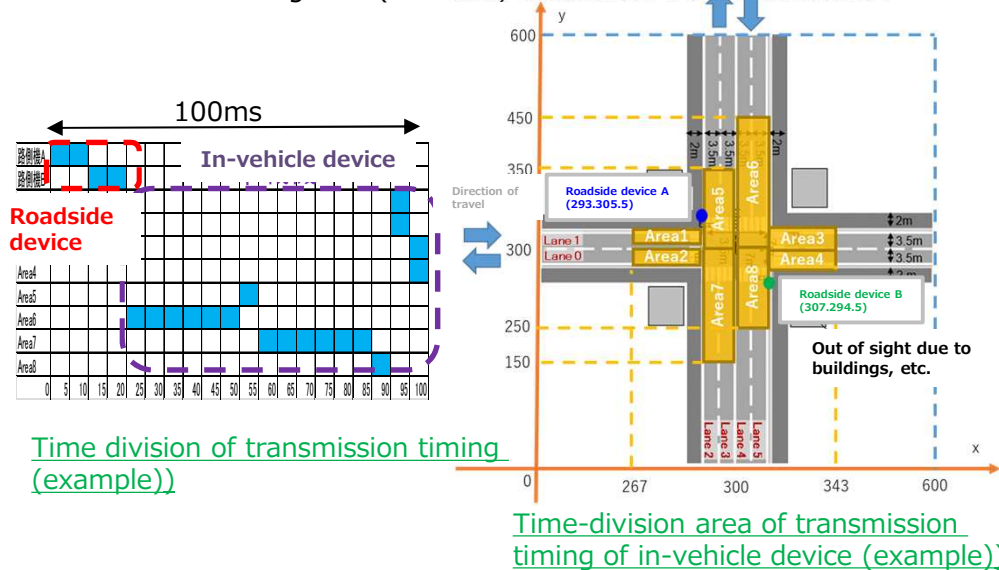 100ms
路側機A
路側機
In-vehicle device
Roadside
device
Area4
Area5
Area6
Area7
Area8
0 5 10 15 20 25 30 35 40 45 50 55 60 65 70 75 80 85 90 95 100
Time division of transmission timing
(example))
y
600
450
350
300
250
150
0
267
300
343
600
x
Direction of
travel
Roadside device A
(293.305.5)
2m
3.5m
3.5m
3.5m
2m
Area5
Area6
Lane 1
Lane 0
Area1
Area2
Area3
Area4
2m
3.5m
3.5m
Area7
Area8
Roadside device B
(307.294.5)
Out of sight due to
buildings, etc.
Lane 2
Lane 3
Lane 4
Lane 5
Time-division area of transmission
timing of in-vehicle device (example)